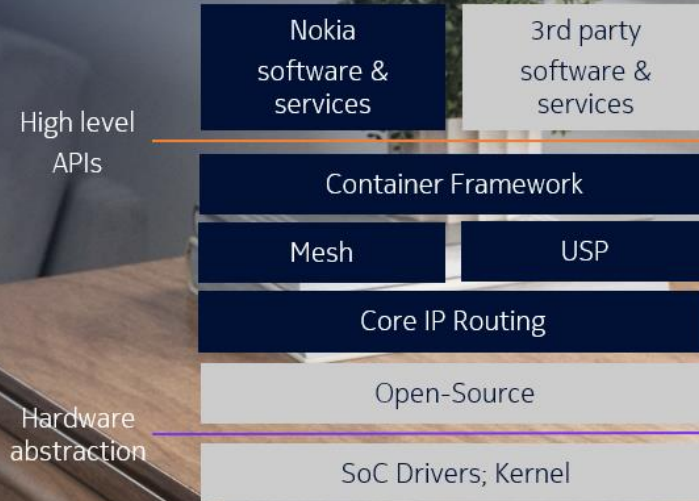 Nokia
software &
services
3rd party
software &
services
High level
APIs
Container Framework
Mesh
USP
Core IP Routing
Open-Source
Hardware
abstraction
SoC Drivers; Kernel